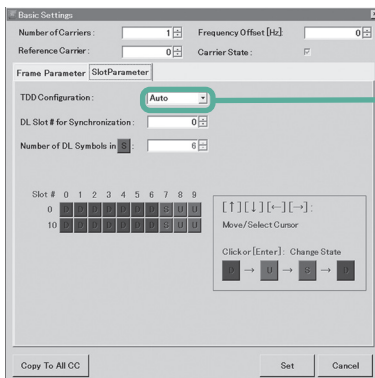 Basic Settings
Number of Carriers: 1 Frequency Offset [Hz]: 0
Reference Carrier: 0 Carrier State:
Frame Parameter SlotParameter
TDD Configuration: Auto
DL Slot # for Synchronization: 0
Number of DL Symbols in S: 6
Slot # 0 1 2 3 4 5 6 7 8 9
0 D D D D D D D S U U
10 D D D D D D D S U U
[↑][↓][←][→]:
Move/Select Cursor
Click or [Enter]: Change State
D → U → S → D
Copy To All CC Set Cancel